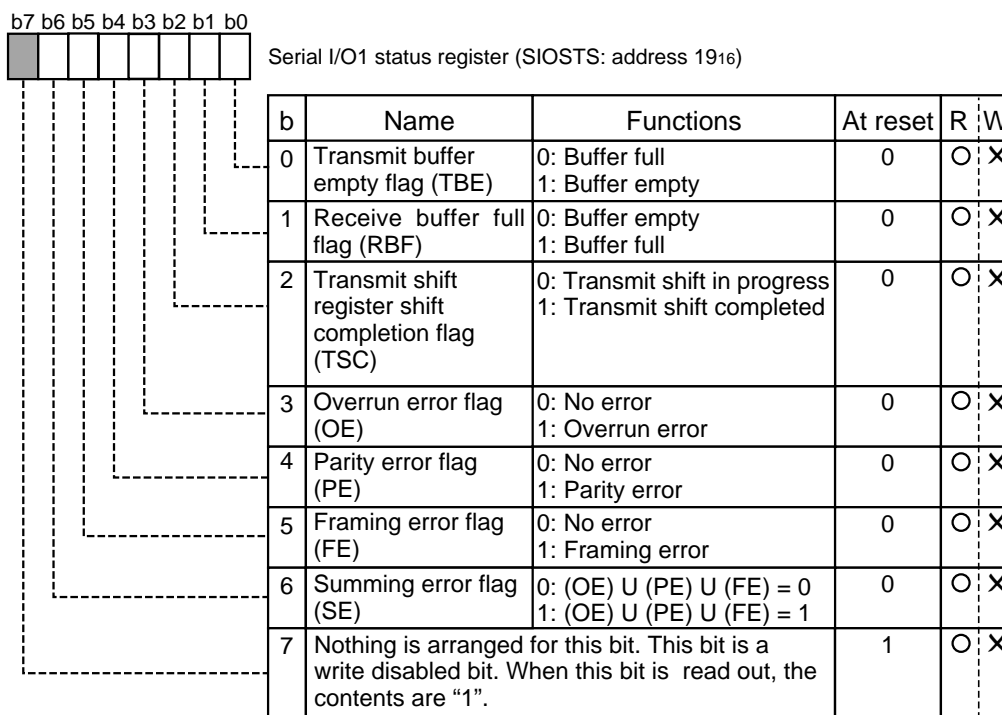 b7 b6 b5 b4 b3 b2 b1 b0
Serial I/O1 status register (SIOSTS: address 1916)
b Name Functions At reset R W
0 Transmit buffer empty flag (TBE) 0: Buffer full 1: Buffer empty 0 O X
1 Receive buffer full flag (RBF) 0: Buffer empty 1: Buffer full 0 O X
2 Transmit shift register shift completion flag (TSC) 0: Transmit shift in progress 1: Transmit shift completed 0 O X
3 Overrun error flag (OE) 0: No error 1: Overrun error 0 O X
4 Parity error flag (PE) 0: No error 1: Parity error 0 O X
5 Framing error flag (FE) 0: No error 1: Framing error 0 O X
6 Summing error flag (SE) 0: (OE) U (PE) U (FE) = 0 1: (OE) U (PE) U (FE) = 1 0 O X
7 Nothing is arranged for this bit. This bit is a write disabled bit. When this bit is read out, the contents are “1”. 1 O X